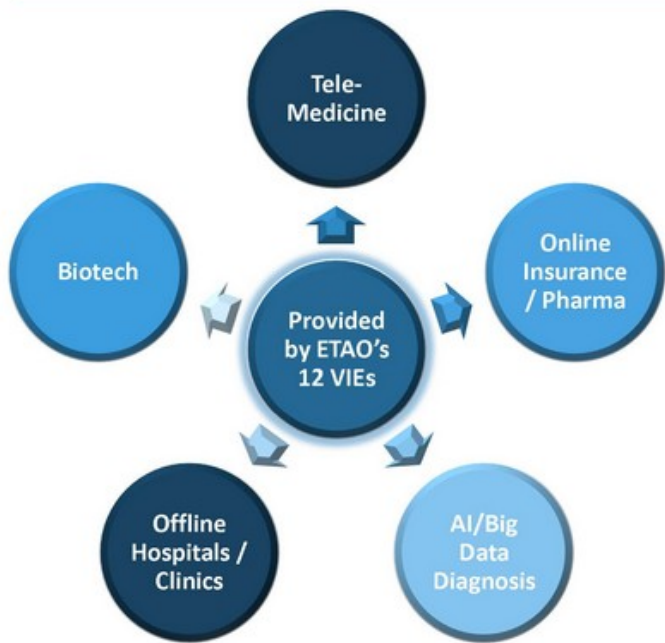 Tele-
Medicine
Biotech
Online
Insurance
/ Pharma
Provided
by ETAO's
12 VIEs
Offline
Hospitals /
Clinics
AI/Big
Data
Diagnosis